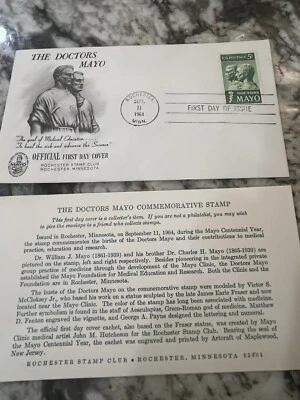 THE DOCTORS
MAYO
ROCHESTER
SEPT.
11
1964
MINN.
U.S. POSTAGE 5¢
THE DOCTORS
MAYO
FIRST DAY OF ISSUE
"The goal of Medical Education . . .
To heal the sick and advance the Science"
OFFICIAL FIRST DAY COVER
ROCHESTER STAMP CLUB
ROCHESTER, MINNESOTA
THE DOCTORS MAYO COMMEMORATIVE STAMP
This first day cover is a collector's item. If you are not a philatelist, you may wish
to give the envelope to a friend who collects stamps.
Issued in Rochester, Minnesota, on September 11, 1964, during the Mayo Centennial Year,
the stamp commemorates the births of the Doctors Mayo and their contributions to medical
practice, education and research.
Dr. William J. Mayo (1861-1939) and his brother Dr. Charles H. Mayo (1865-1939) are
pictured on the stamp, left and right respectively. Besides pioneering in the integrated private
group practice of medicine through the development of the Mayo Clinic, the Doctors Mayo
established the Mayo Foundation for Medical Education and Research. Both the Clinic and the
Foundation are in Rochester, Minnesota.
The busts of the Doctors Mayo on the commemorative stamp were modeled by Victor S.
McCloskey Jr., who based his work on a statue sculpted by the late James Earle Fraser and now
located near the Mayo Clinic. The color of the stamp has long been associated with medicine.
Further symbolism is found in the staff of Aesculapius, Greco-Roman god of medicine. Matthew
D. Fenton engraved the vignette, and George A. Payne designed the lettering and numeral.
The official first day cover cachet, also based on the Fraser statue, was created by Mayo
Clinic medical artist John M. Hutcheson for the Rochester Stamp Club. Bearing the seal of
the Mayo Centennial Year, the cachet was engraved and printed by Artcraft of Maplewood,
New Jersey.
ROCHESTER STAMP CLUB • ROCHESTER, MINNESOTA 55901